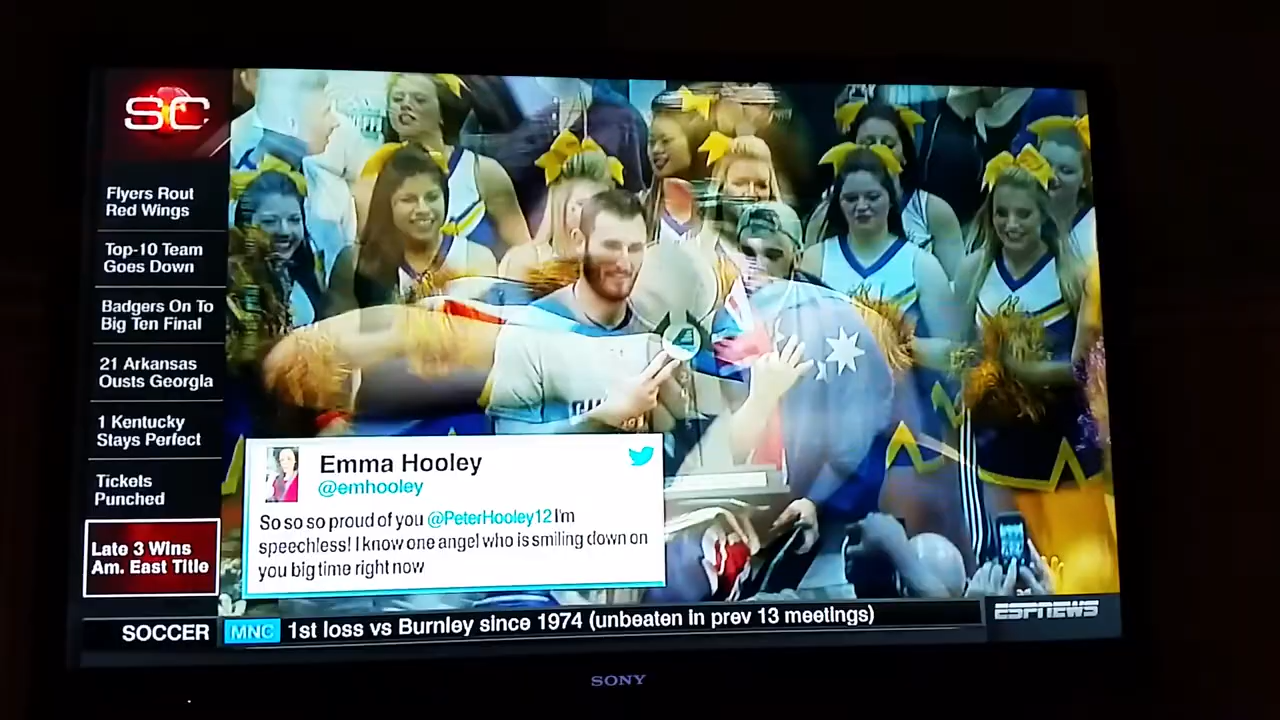 SC
Flyers Rout
Red Wings
Top-10 Team
Goes Down
Badgers On To
Big Ten Final
21 Arkansas
Ousts Georgia
1 Kentucky
Stays Perfect
Tickets
Punched
Late 3 Wins
Am. East Title
Emma Hooley
@emhooley
So so so proud of you @PeterHooley12 I'm
speechless! I know one angel who is smiling down on
you big time right now
SOCCER
MNC 1st loss vs Burnley since 1974 (unbeaten in prev 13 meetings)
ESPNEWS
SONY